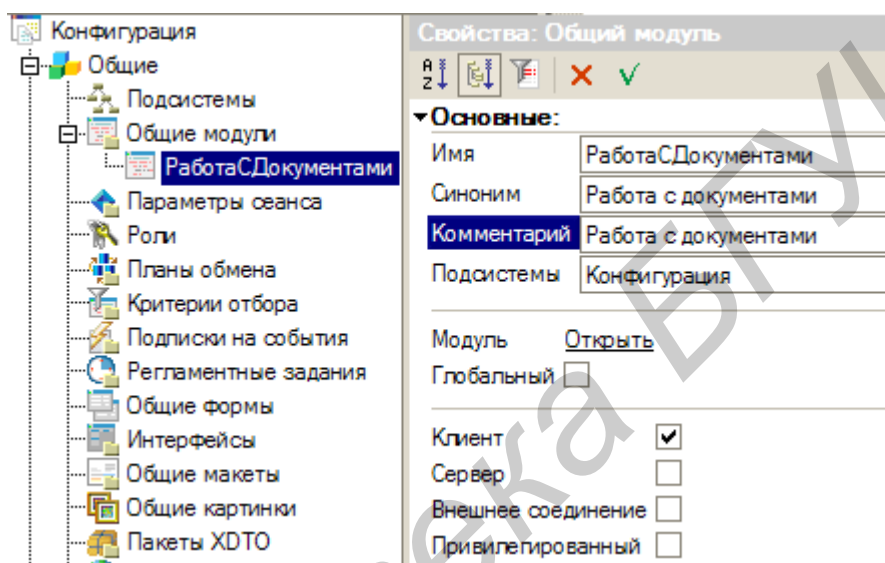 Конфигурация
Общие
Подсистемы
Общие модули
РаботаСДокументами
Параметры сеанса
Роли
Планы обмена
Критерии отбора
Подписки на события
Регламентные задания
Общие формы
Интерфейсы
Общие макеты
Общие картинки
Пакеты XDTO
Свойства: Общий модуль
Основные:
Имя РаботаСДокументами
Синоним Работа с документами
Комментарий Работа с документами
Подсистемы Конфигурация
Модуль Открыть
Глобальный
Клиент
Сервер
Внешнее соединение
Привилегированный